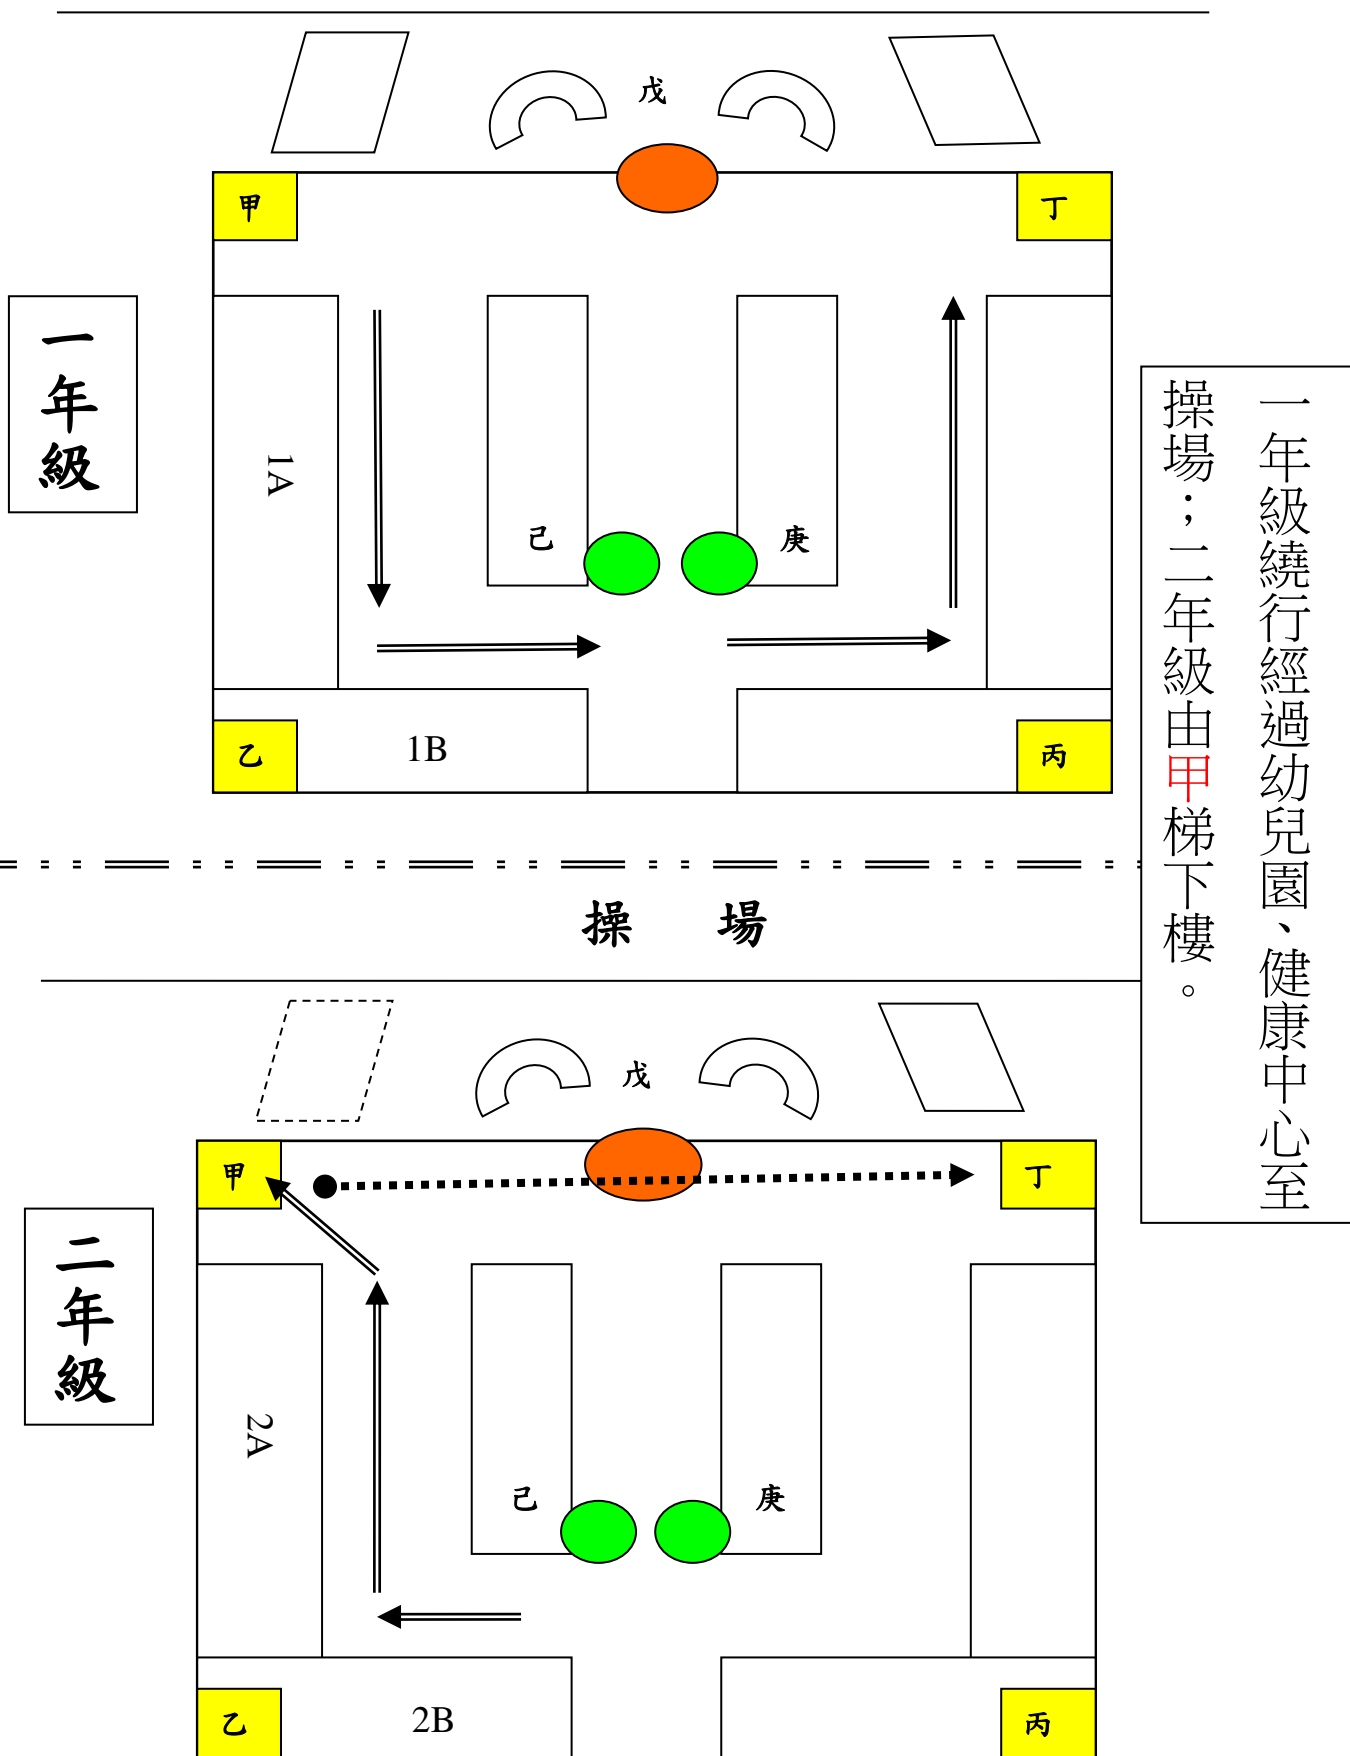 戊
甲
丁
一年級
1A
己
庚
乙
1B
丙
一年級繞行經過幼兒園、健康中心至
操場；二年級由甲梯下樓。
操場
戊
甲
丁
二年級
2A
己
庚
乙
2B
丙